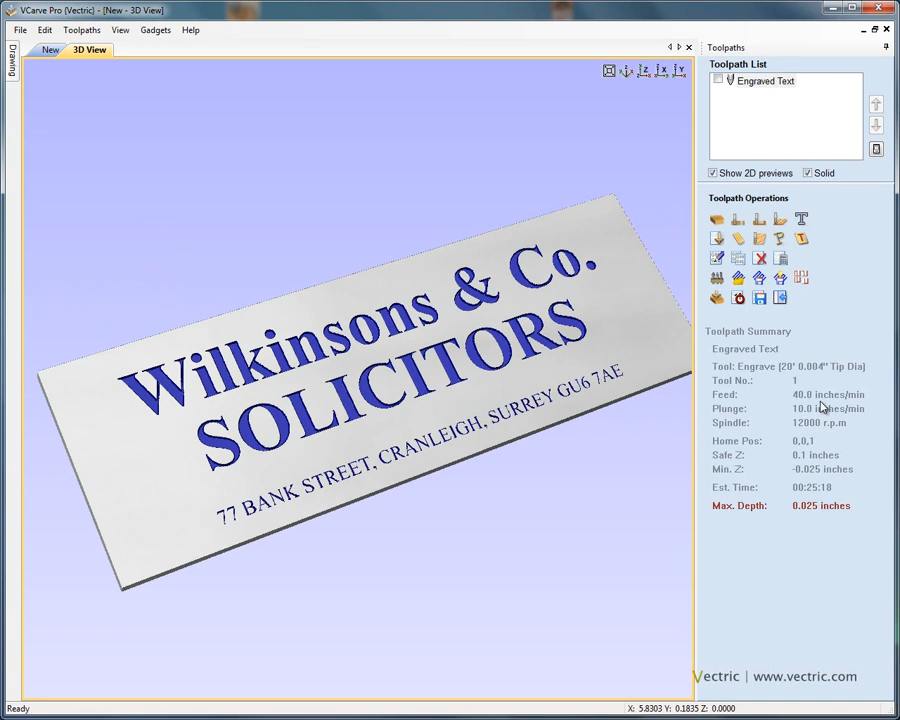 VCarve Pro (Vectric) - [New - 3D View]
File Edit Toolpaths View Gadgets Help
Drawing
New 3D View
Wilkinsons & Co.
SOLICITORS
77 BANK STREET, CRANLEIGH, SURREY GU6 7AE
Toolpaths
Toolpath List
Engraved Text
Show 2D previews Solid
Toolpath Operations
Toolpath Summary
Engraved Text
Tool: Engrave [20° 0.004" Tip Dia]
Tool No.: 1
Feed: 40.0 inches/min
Plunge: 10.0 inches/min
Spindle: 12000 r.p.m
Home Pos: 0,0,1
Safe Z: 0.1 inches
Min. Z: -0.025 inches
Est. Time: 00:25:18
Max. Depth: 0.025 inches
Vectric | www.vectric.com
Ready X: 5.8303 Y: 0.1835 Z: 0.0000